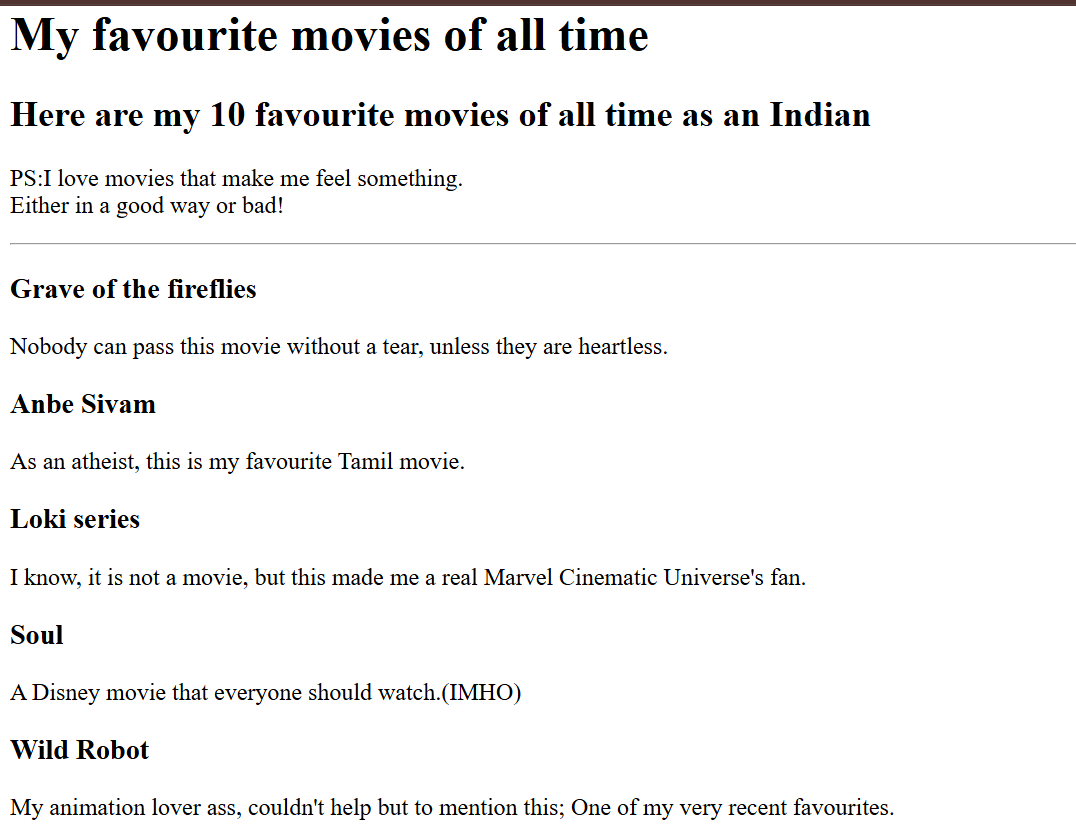 My favourite movies of all time
Here are my 10 favourite movies of all time as an Indian
PS:I love movies that make me feel something.
Either in a good way or bad!
Grave of the fireflies
Nobody can pass this movie without a tear, unless they are heartless.
Anbe Sivam
As an atheist, this is my favourite Tamil movie.
Loki series
I know, it is not a movie, but this made me a real Marvel Cinematic Universe's fan.
Soul
A Disney movie that everyone should watch.(IMHO)
Wild Robot
My animation lover ass, couldn't help but to mention this; One of my very recent favourites.